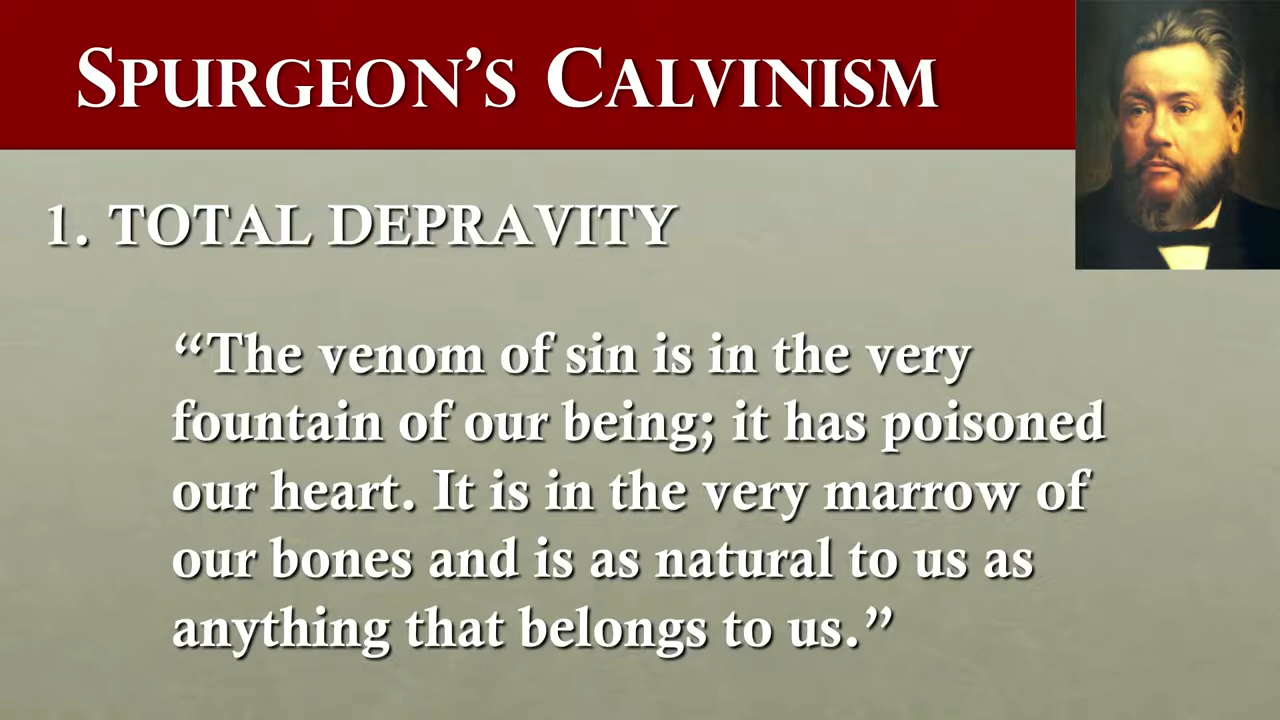 SPURGEON’S CALVINISM
1. TOTAL DEPRAVITY
“The venom of sin is in the very
fountain of our being; it has poisoned
our heart. It is in the very marrow of
our bones and is as natural to us as
anything that belongs to us.”